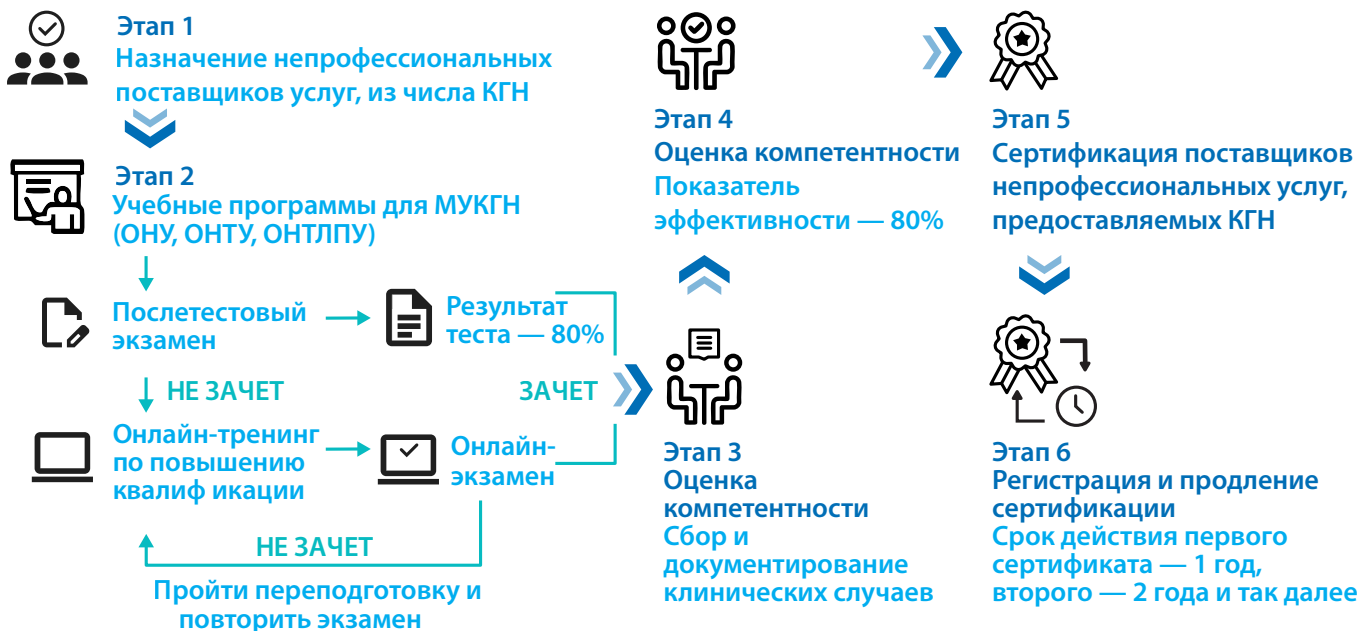 Этап 1
Назначение непрофессиональных
поставщиков услуг, из числа КГН
Этап 2
Учебные программы для МУКГН
(ОНУ, ОНТУ, ОНТЛПУ)
Послетестовый
экзамен
Результат
теста — 80%
НЕ ЗАЧЕТ
ЗАЧЕТ
Онлайн-тренинг
по повышению
квалиф икации
Онлайн-
экзамен
НЕ ЗАЧЕТ
Пройти переподготовку и
повторить экзамен
Этап 3
Оценка
компетентности
Сбор и
документирование
клинических случаев
Этап 4
Оценка компетентности
Показатель
эффективности — 80%
Этап 5
Сертификация поставщиков
непрофессиональных услуг,
предоставляемых КГН
Этап 6
Регистрация и продление
сертификации
Срок действия первого
сертификата — 1 год,
второго — 2 года и так далее